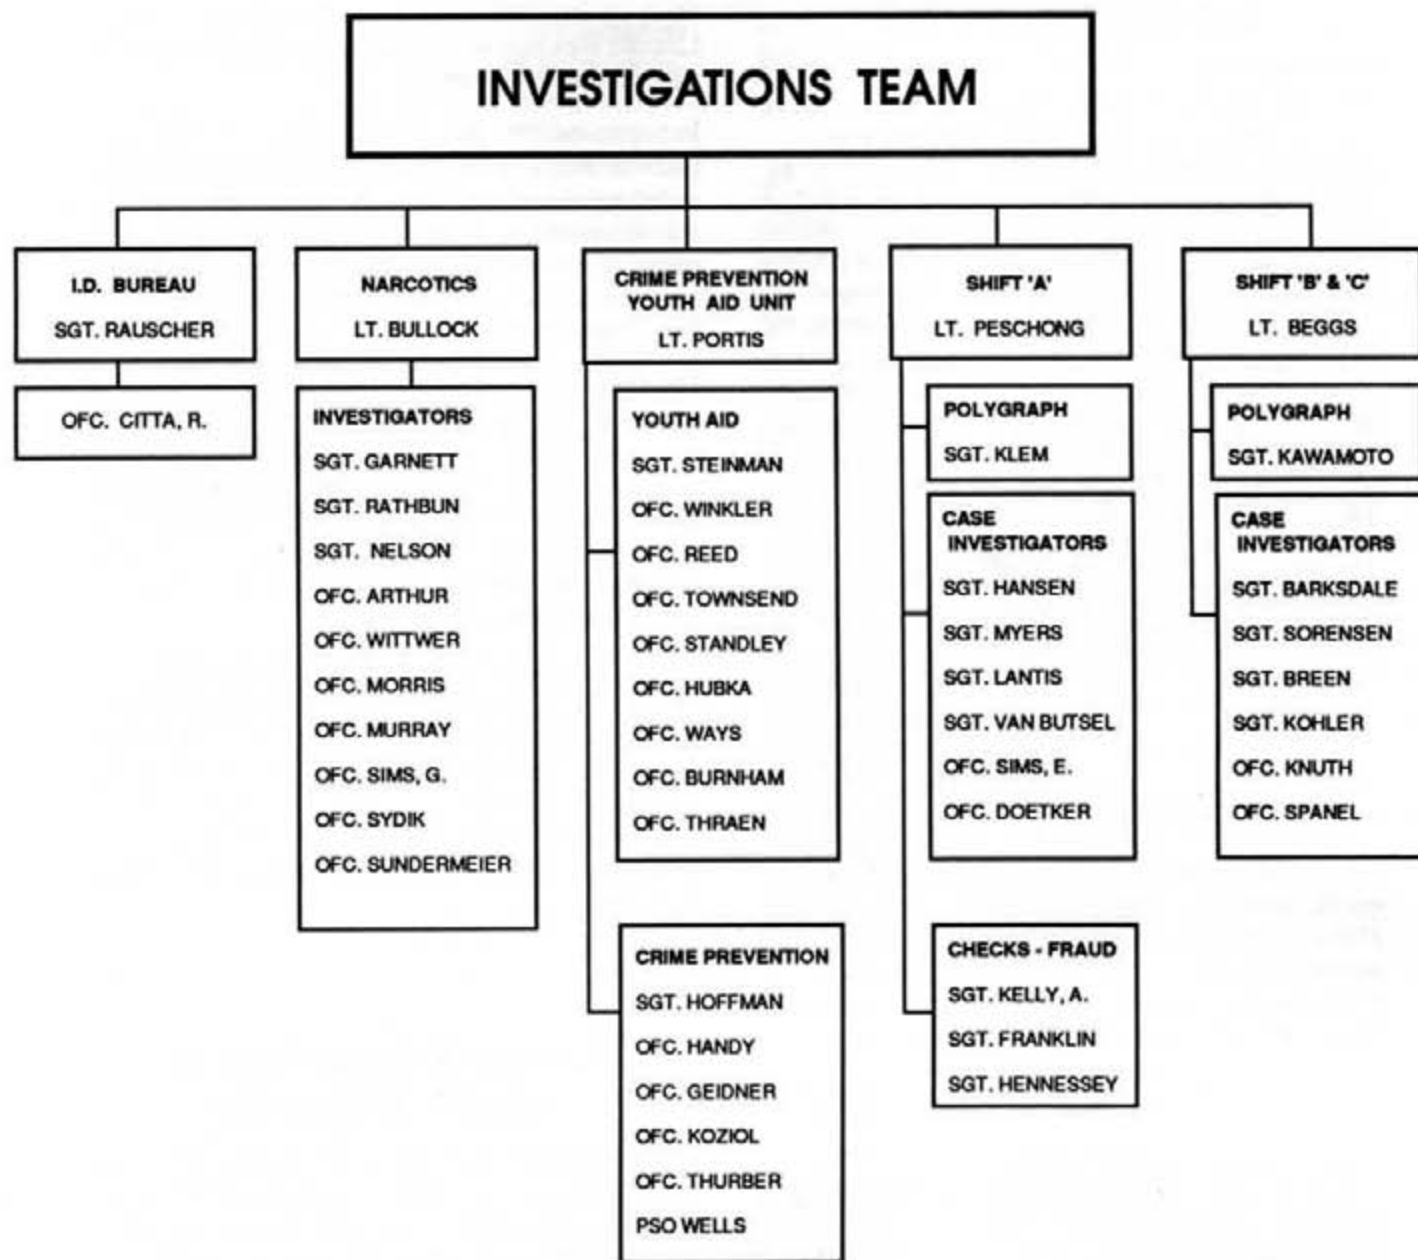 INVESTIGATIONS TEAM
I.D. BUREAU
SGT. RAUSCHER
OFC. CITTA, R.
NARCOTICS
LT. BULLOCK
INVESTIGATORS
SGT. GARNETT
SGT. RATHBUN
SGT. NELSON
OFC. ARTHUR
OFC. WITTWER
OFC. MORRIS
OFC. MURRAY
OFC. SIMS, G.
OFC. SYDIK
OFC. SUNDERMEIER
CRIME PREVENTION
YOUTH AID UNIT
LT. PORTIS
YOUTH AID
SGT. STEINMAN
OFC. WINKLER
OFC. REED
OFC. TOWNSEND
OFC. STANDLEY
OFC. HUBKA
OFC. WAYS
OFC. BURNHAM
OFC. THRAEN
CRIME PREVENTION
SGT. HOFFMAN
OFC. HANDY
OFC. GEIDNER
OFC. KOZIOL
OFC. THURBER
PSO WELLS
SHIFT 'A'
LT. PESCHONG
POLYGRAPH
SGT. KLEM
CASE
INVESTIGATORS
SGT. HANSEN
SGT. MYERS
SGT. LANTIS
SGT. VAN BUTSEL
OFC. SIMS, E.
OFC. DOETKER
CHECKS - FRAUD
SGT. KELLY, A.
SGT. FRANKLIN
SGT. HENNESSEY
SHIFT 'B' & 'C'
LT. BEGGS
POLYGRAPH
SGT. KAWAMOTO
CASE
INVESTIGATORS
SGT. BARKSDALE
SGT. SORENSEN
SGT. BREEN
SGT. KOHLER
OFC. KNUTH
OFC. SPANEL